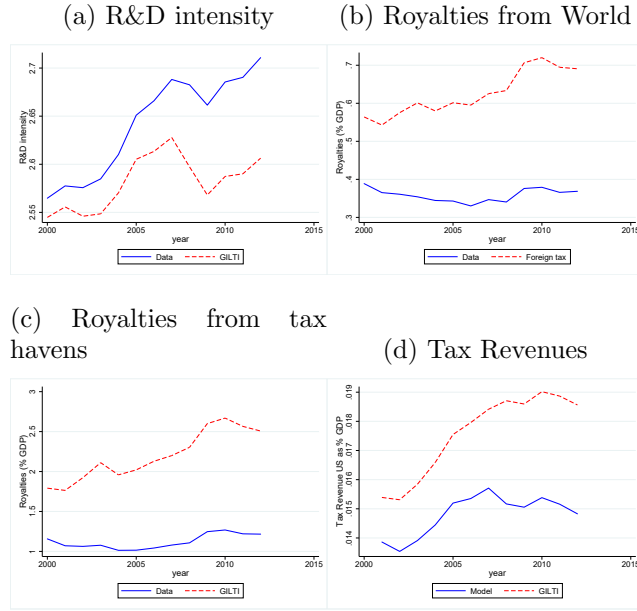 (a) R&D intensity
R&D intensity
2.7
2.65
2.6
2.55
2000 2005 2010 2015
year
Data GILTI
(b) Royalties from World
Royalties (% GDP)
.7
.6
.5
.4
.3
2000 2005 2010 2015
year
Data Foreign tax
(c) Royalties from tax
havens
Royalties (% GDP)
3
2.5
2
1.5
1
2000 2005 2010 2015
year
Data GILTI
(d) Tax Revenues
Tax Revenue US as % GDP
.019
.018
.017
.016
.015
.014
2000 2005 2010 2015
year
Model GILTI